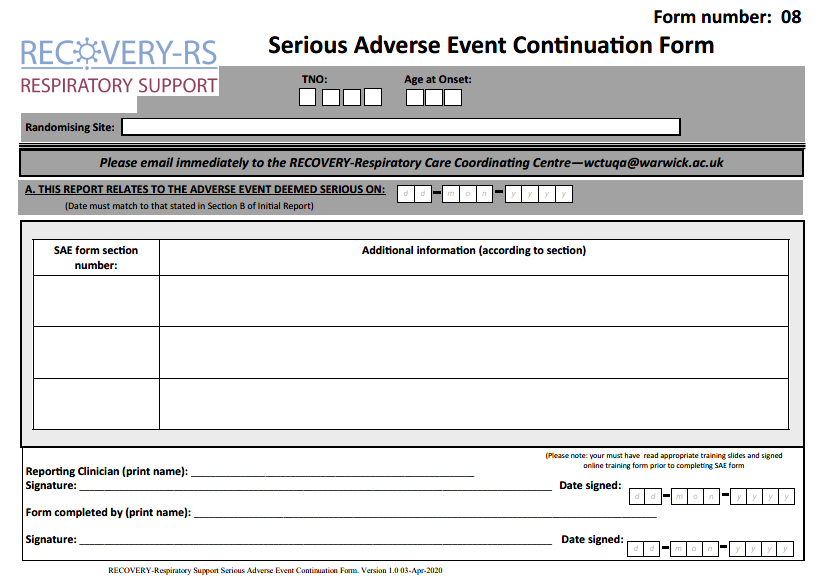 Form number: 08
RECOVERY-RS
RESPIRATORY SUPPORT
Serious Adverse Event Continuation Form
TNO: Age at Onset:
Randomising Site:
Please email immediately to the RECOVERY-Respiratory Care Coordinating Centre—wctuqa@warwick.ac.uk
A. THIS REPORT RELATES TO THE ADVERSE EVENT DEEMED SERIOUS ON: d d - m o n - y y y y
(Date must match to that stated in Section B of Initial Report)
SAE form section number: Additional information (according to section)
(Please note: your must have read appropriate training slides and signed
online training form prior to completing SAE form
Reporting Clinician (print name):
Signature: Date signed: d d - m o n - y y y y
Form completed by (print name):
Signature: Date signed: d d - m o n - y y y y
RECOVERY-Respiratory Support Serious Adverse Event Continuation Form. Version 1.0 03-Apr-2020